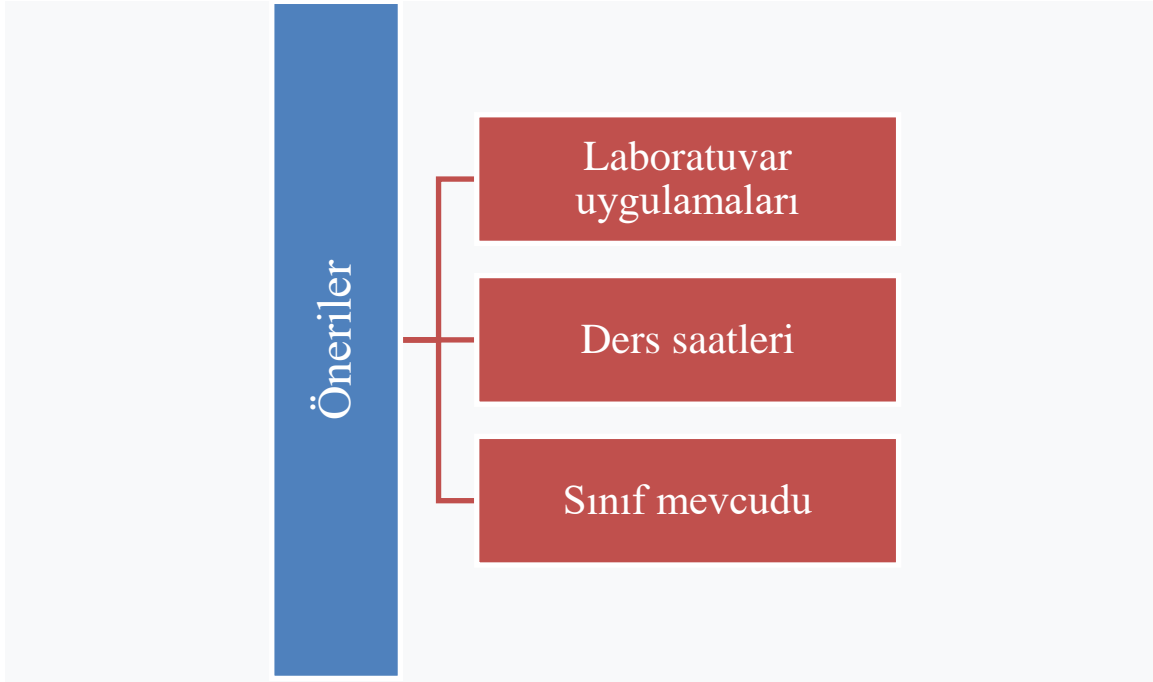 Öneriler
Laboratuvar
uygulamaları
Ders saatleri
Sınıf mevcudu